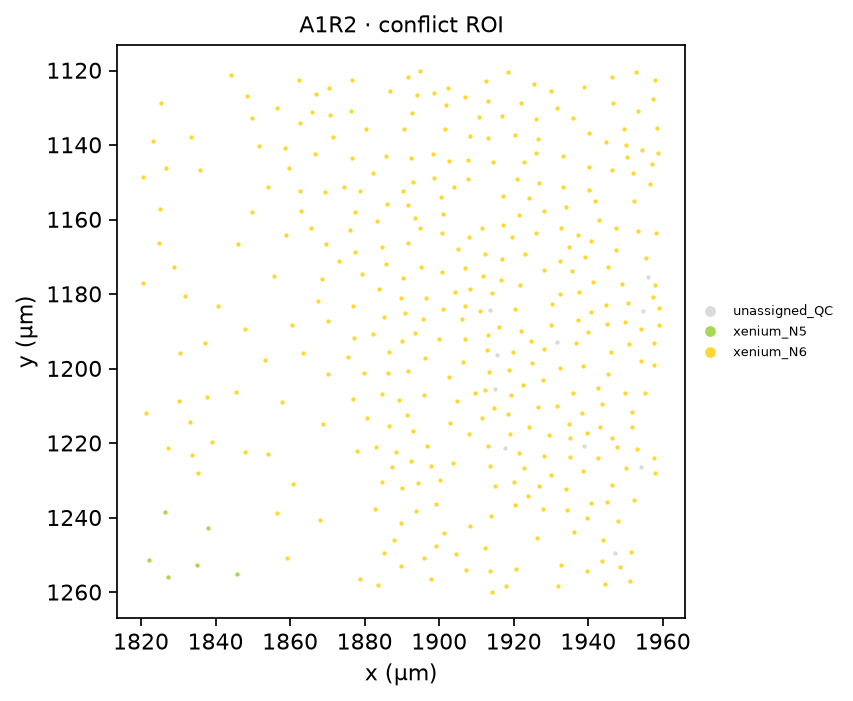 A1R2 · conflict ROI
1120
1140
1160
1180
1200
1220
1240
1260
y (µm)
1820 1840 1860 1880 1900 1920 1940 1960
x (µm)
unassigned_QC
xenium_N5
xenium_N6